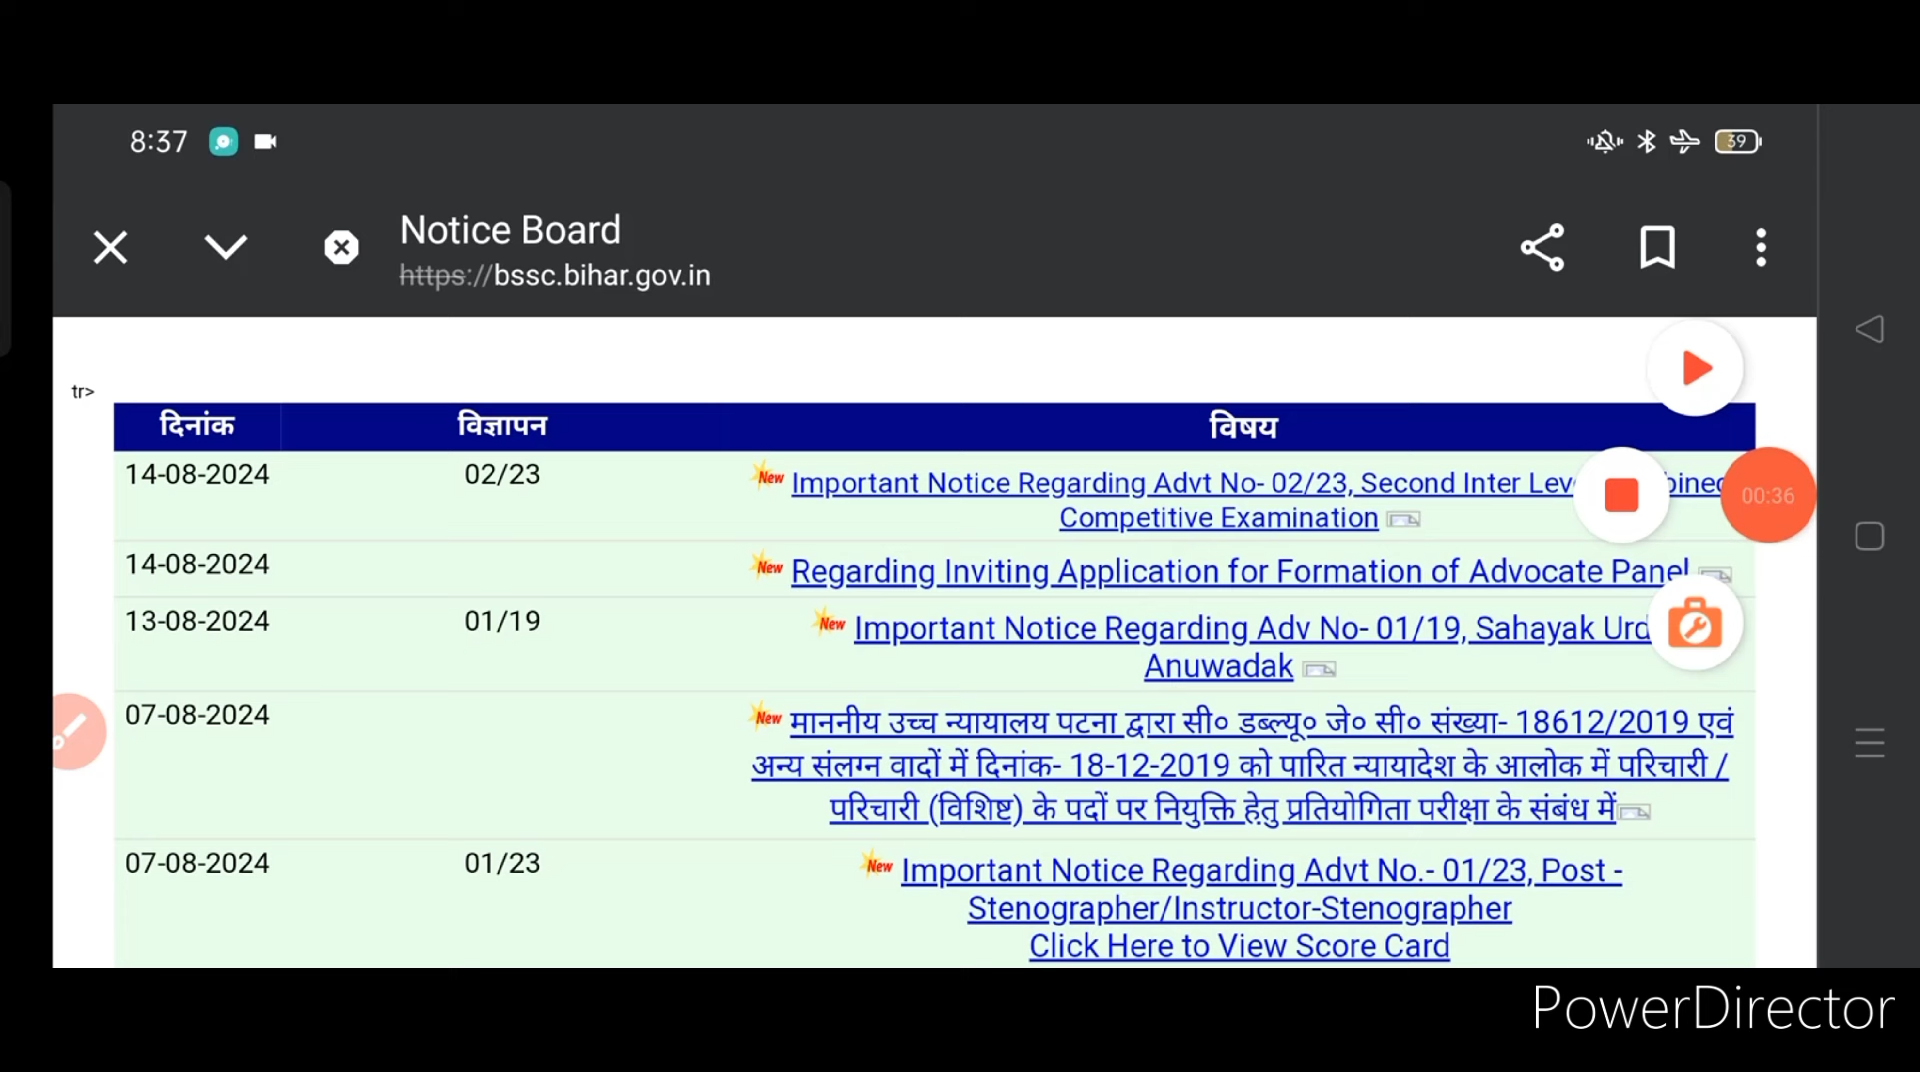 8:37
39
Notice Board
https://bssc.bihar.gov.in
tr>
दिनांक विज्ञापन विषय
14-08-2024 02/23 New Important Notice Regarding Advt No- 02/23, Second Inter Lev
Competitive Examination
00:36
14-08-2024 New Regarding Inviting Application for Formation of Advocate Panel
13-08-2024 01/19 New Important Notice Regarding Adv No- 01/19, Sahayak Urd
Anuwadak
07-08-2024 New माननीय उच्च न्यायालय पटना द्वारा सी० डब्ल्यू० जे० सी० संख्या- 18612/2019 एवं
अन्य संलग्न वादों में दिनांक- 18-12-2019 को पारित न्यायादेश के आलोक में परिचारी /
परिचारी (विशिष्ट) के पदों पर नियुक्ति हेतु प्रतियोगिता परीक्षा के संबंध में
07-08-2024 01/23 New Important Notice Regarding Advt No.- 01/23, Post -
Stenographer/Instructor-Stenographer
Click Here to View Score Card
PowerDirector